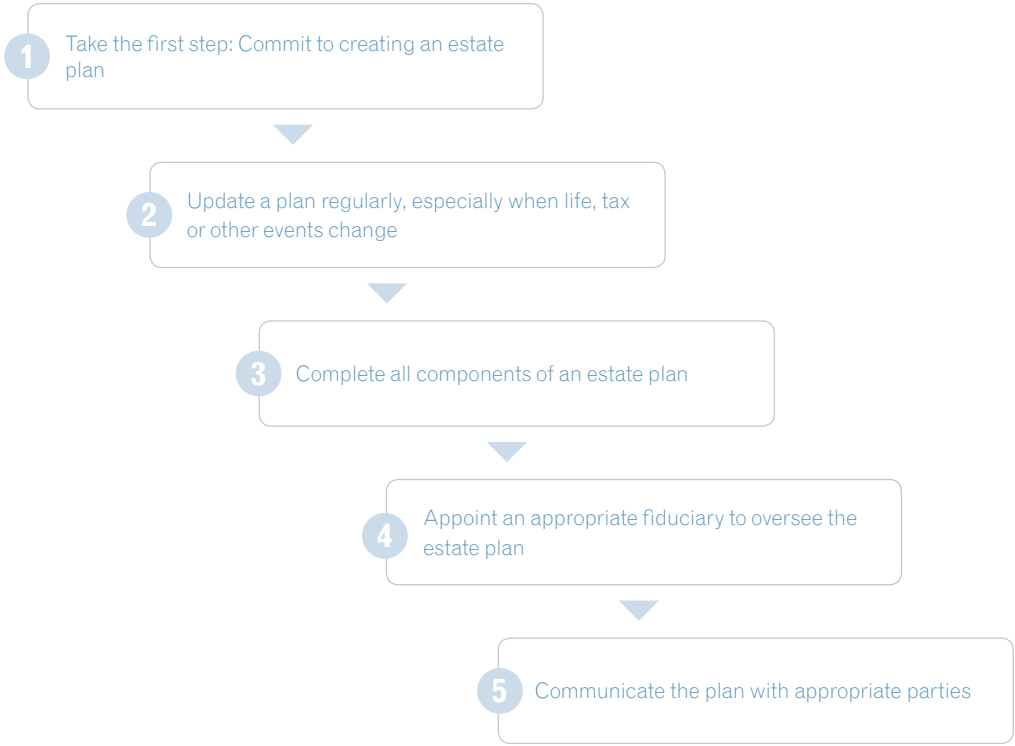 1
Take the first step: Commit to creating an estate
plan
2
Update a plan regularly, especially when life, tax
or other events change
3
Complete all components of an estate plan
4
Appoint an appropriate fiduciary to oversee the
estate plan
5
Communicate the plan with appropriate parties